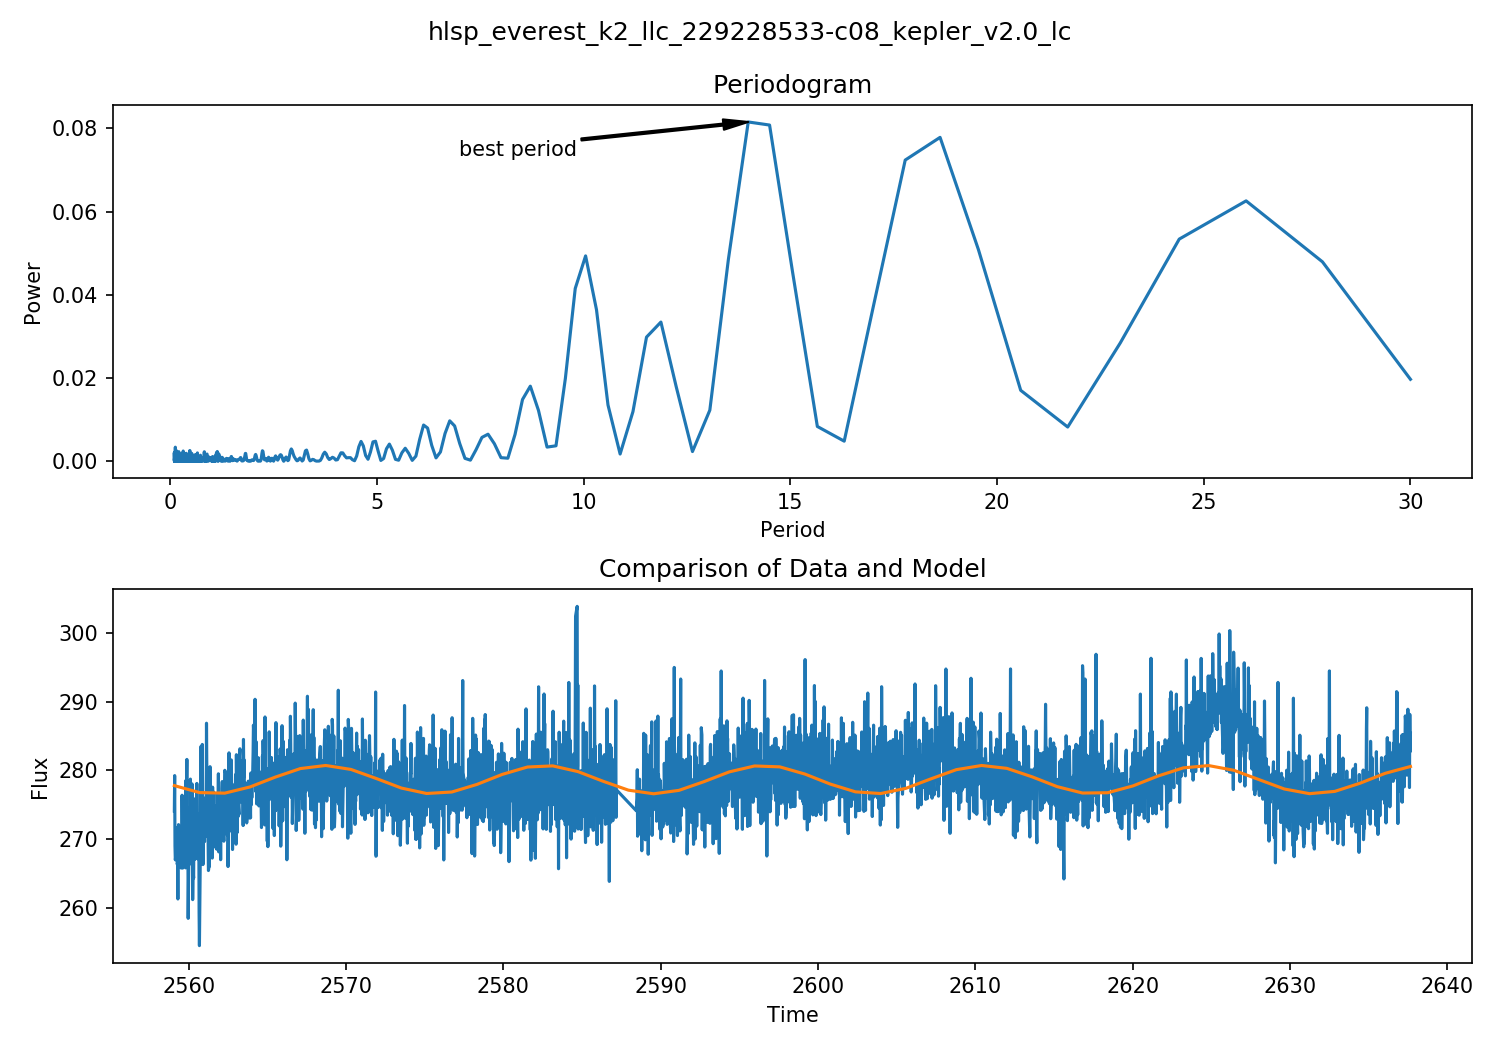 hlsp_everest_k2_llc_229228533-c08_kepler_v2.0_lc
Periodogram
0.08
0.06
0.04
0.02
0.00
Power
best period
0 5 10 15 20 25 30
Period
Comparison of Data and Model
300
290
280
270
260
Flux
2560 2570 2580 2590 2600 2610 2620 2630 2640
Time